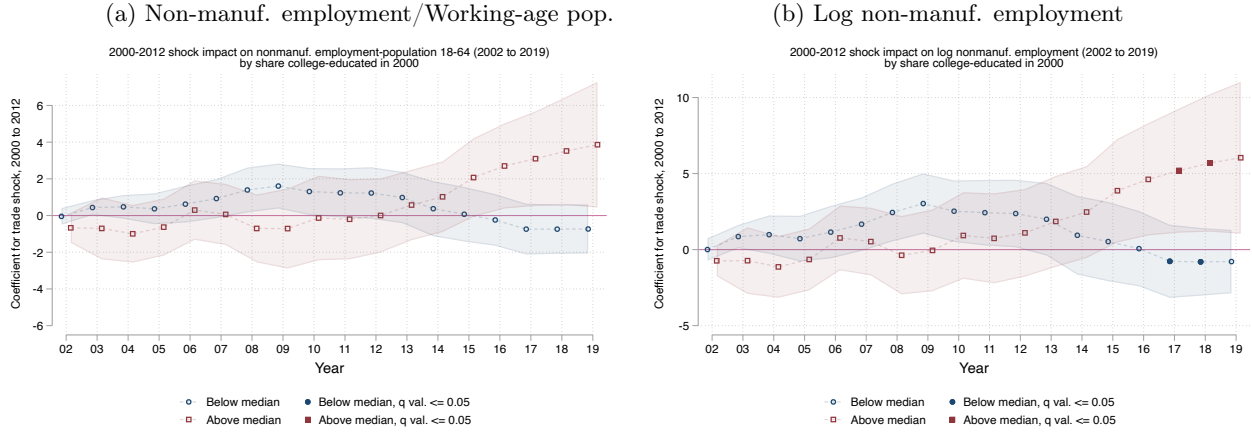 (a) Non-manuf. employment/Working-age pop.
2000-2012 shock impact on nonmanuf. employment-population 18-64 (2002 to 2019)
by share college-educated in 2000
Coefficient for trade shock, 2000 to 2012
6
4
2
0
-2
-4
-6
02 03 04 05 06 07 08 09 10 11 12 13 14 15 16 17 18 19
Year
Below median
Below median, q val. <= 0.05
Above median
Above median, q val. <= 0.05
(b) Log non-manuf. employment
2000-2012 shock impact on log nonmanuf. employment (2002 to 2019)
by share college-educated in 2000
Coefficient for trade shock, 2000 to 2012
10
5
0
-5
02 03 04 05 06 07 08 09 10 11 12 13 14 15 16 17 18 19
Year
Below median
Below median, q val. <= 0.05
Above median
Above median, q val. <= 0.05